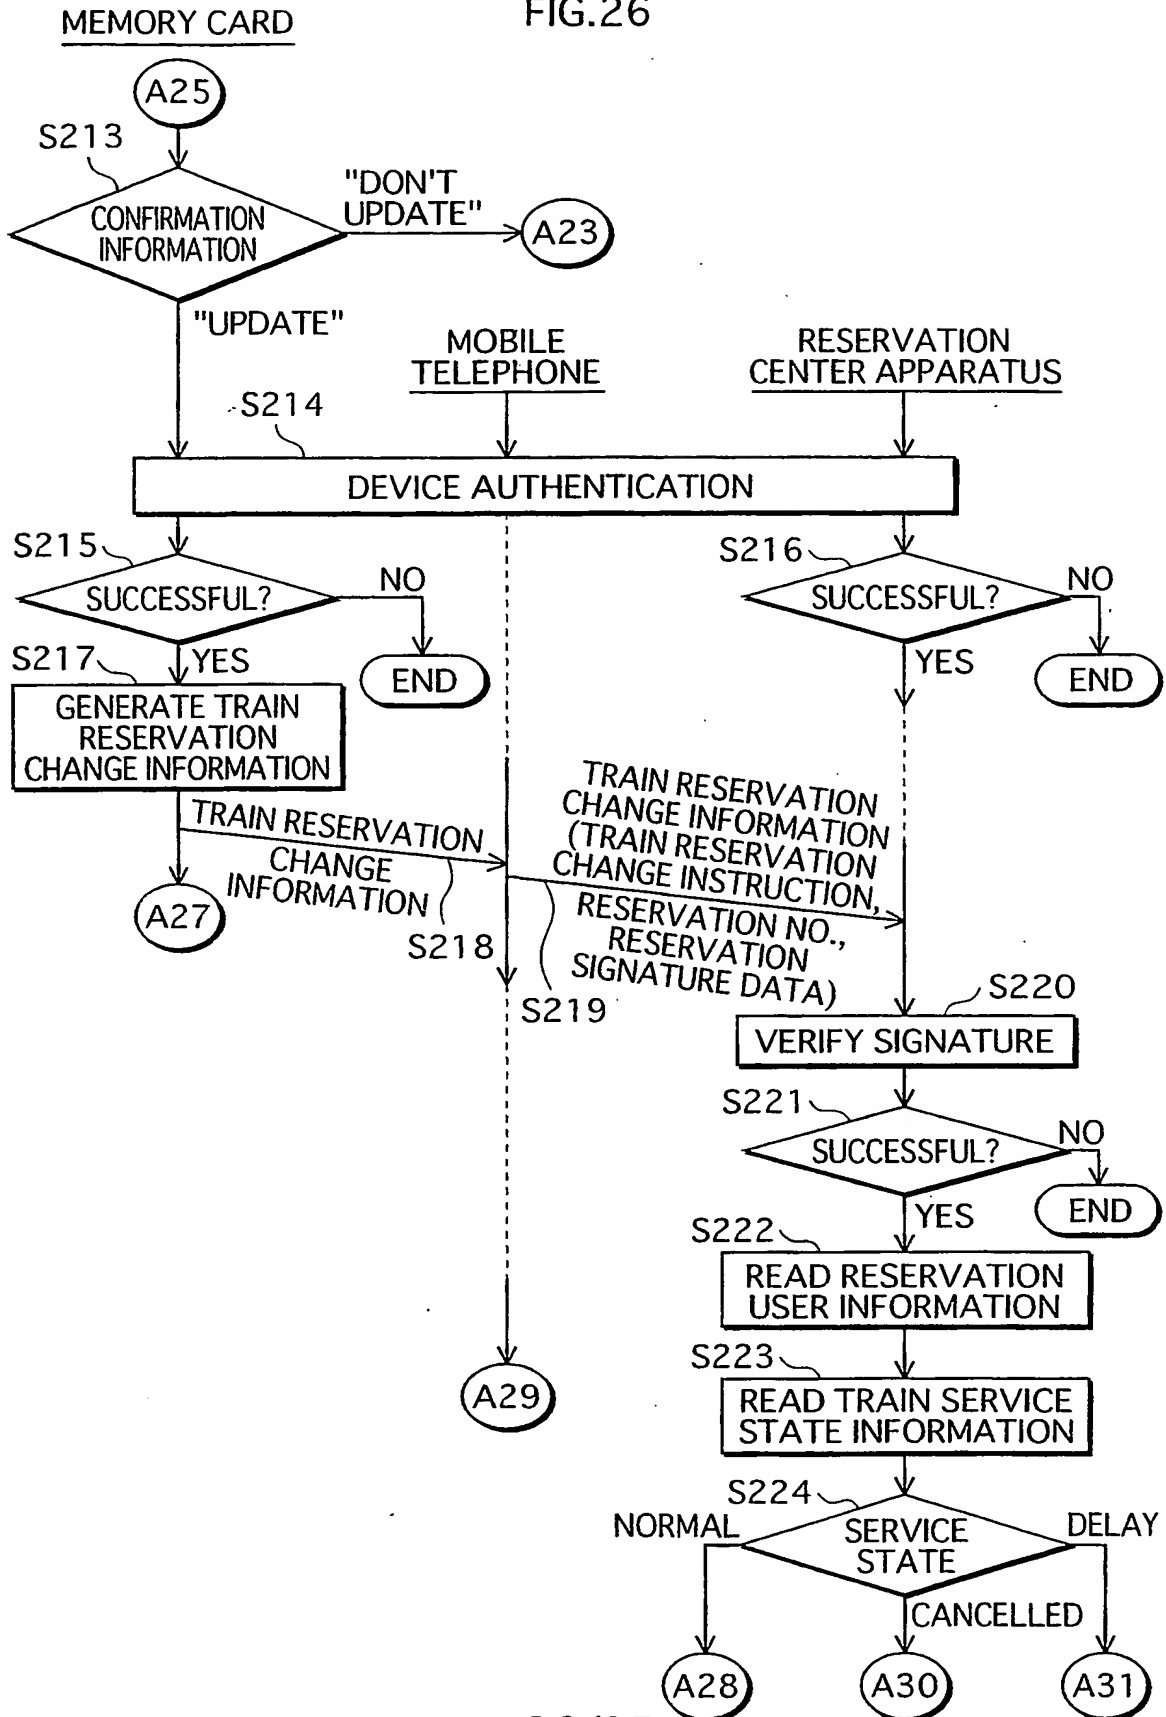 FIG.26
MEMORY CARD
A25
S213
CONFIRMATION
INFORMATION
"DON'T
UPDATE"
A23
"UPDATE"
MOBILE
TELEPHONE
RESERVATION
CENTER APPARATUS
S214
DEVICE AUTHENTICATION
S215
SUCCESSFUL?
NO
END
YES
S216
SUCCESSFUL?
NO
END
YES
S217
GENERATE TRAIN
RESERVATION
CHANGE INFORMATION
TRAIN RESERVATION
CHANGE
INFORMATION
S218
A27
TRAIN RESERVATION
CHANGE INFORMATION
(TRAIN RESERVATION
CHANGE INSTRUCTION,
RESERVATION NO.,
RESERVATION
SIGNATURE DATA)
S219
S220
VERIFY SIGNATURE
S221
SUCCESSFUL?
NO
END
YES
S222
READ RESERVATION
USER INFORMATION
S223
READ TRAIN SERVICE
STATE INFORMATION
A29
S224
SERVICE
STATE
NORMAL
DELAY
CANCELLED
A28
A30
A31